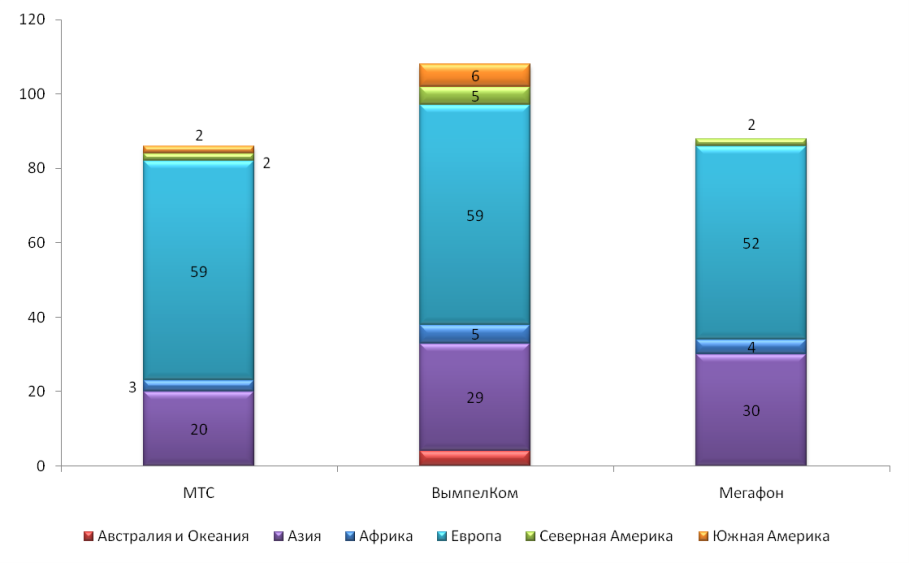 120
100
80
60
40
20
0
2
2
59
3
20
6
5
59
5
29
2
52
4
30
МТС
ВымпелКом
Мегафон
Австралия и Океания
Азия
Африка
Европа
Северная Америка
Южная Америка